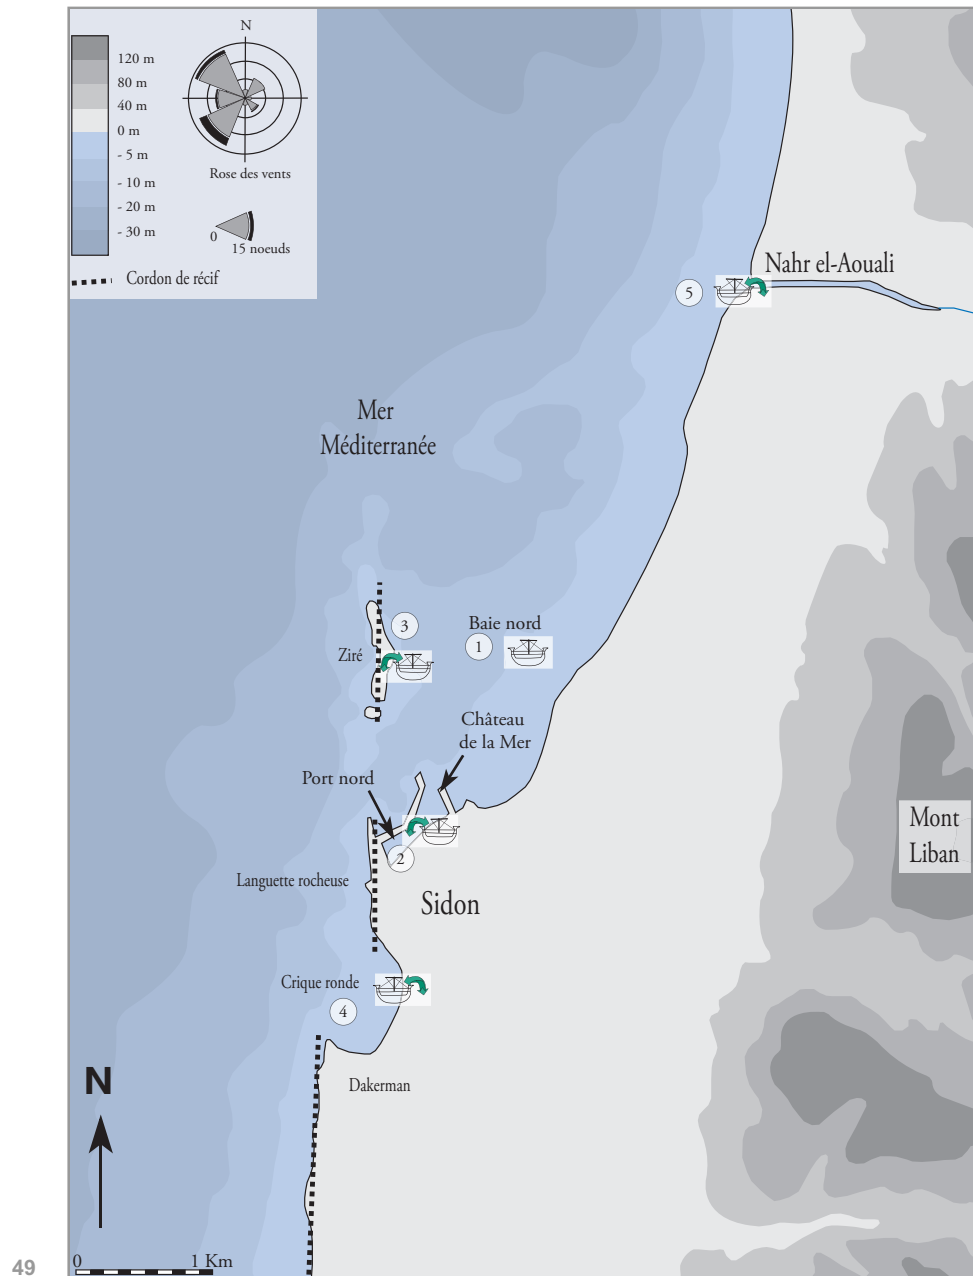 N
120 m
80 m
40 m
0 m
- 5 m
- 10 m
- 20 m
- 30 m
Rose des vents
0
15 noeuds
Cordon de récif
Nahr el-Aouali
5
Mer
Méditerranée
3
Baie nord
1
Ziré
Château
de la Mer
Port nord
2
Mont
Liban
Languette rocheuse
Sidon
Crique ronde
4
N
Dakerman
0
1 Km
49